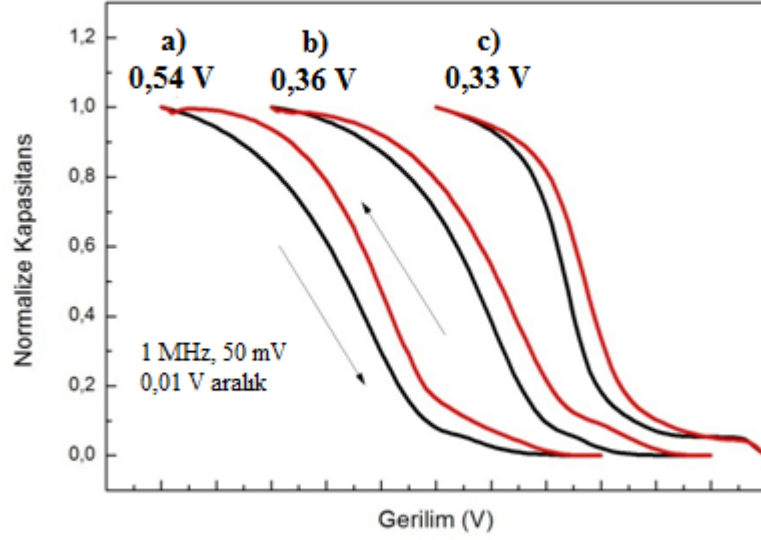 a)
0,54 V
b)
0,36 V
c)
0,33 V
1,2
1,0
0,8
0,6
0,4
0,2
0,0
Normalize Kapasitans
1 MHz, 50 mV
0,01 V aralık
Gerilim (V)